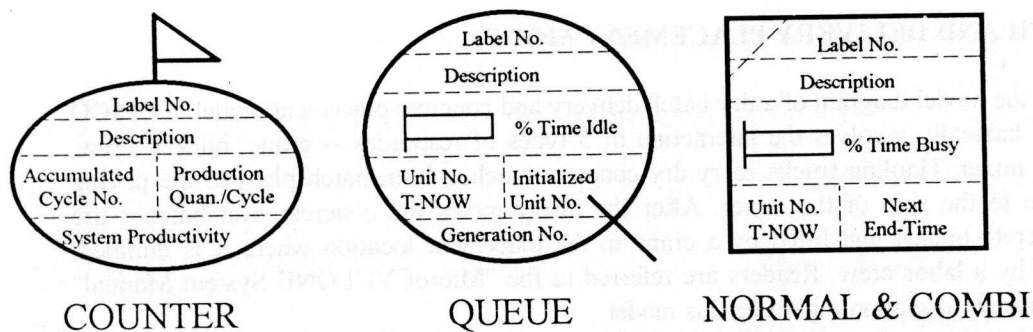 Label No.
Description
Accumulated Cycle No.
Production Quan./Cycle
System Productivity
COUNTER
Label No.
Description
% Time Idle
Unit No. T-NOW
Initialized Unit No.
Generation No.
QUEUE
Label No.
Description
% Time Busy
Unit No. T-NOW
Next End-Time
NORMAL & COMBI